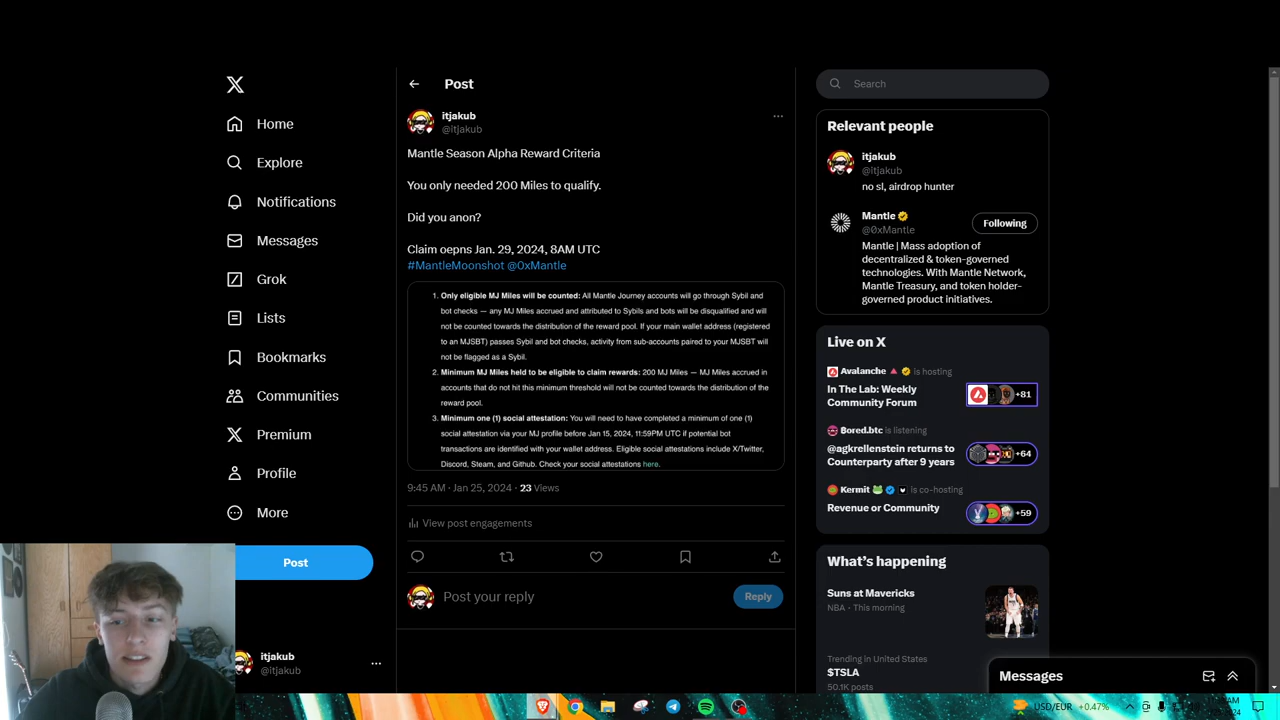 Home
Explore
Notifications
Messages
Grok
Lists
Bookmarks
Communities
Premium
Profile
More
Post
itjakub
@itjakub
Post
itjakub
@itjakub
Mantle Season Alpha Reward Criteria
You only needed 200 Miles to qualify.
Did you anon?
Claim oepns Jan. 29, 2024, 8AM UTC
#MantleMoonshot @0xMantle
1. Only eligible MJ Miles will be counted: All Mantle Journey accounts will go through Sybil and
bot checks — any MJ Miles accrued and attributed to Sybils and bots will be disqualified and will
not be counted towards the distribution of the reward pool. If your main wallet address (registered
to an MJSBT) passes Sybil and bot checks, activity from sub-accounts paired to your MJSBT will
not be flagged as a Sybil.
2. Minimum MJ Miles held to be eligible to claim rewards: 200 MJ Miles — MJ Miles accrued in
accounts that do not hit this minimum threshold will not be counted towards the distribution of the
reward pool.
3. Minimum one (1) social attestation: You will need to have completed a minimum of one (1)
social attestation via your MJ profile before Jan 15, 2024, 11:59PM UTC if potential bot
transactions are identified with your wallet address. Eligible social attestations include X/Twitter,
Discord, Steam, and Github. Check your social attestations here.
9:45 AM · Jan 25, 2024 · 23 Views
View post engagements
Post your reply
Reply
Search
Relevant people
itjakub
@itjakub
no sl, airdrop hunter
Mantle
@0xMantle
Following
Mantle | Mass adoption of
decentralized & token-governed
technologies. With Mantle Network,
Mantle Treasury, and token holder-
governed product initiatives.
Live on X
Avalanche is hosting
In The Lab: Weekly
Community Forum
+81
Bored.btc is listening
@agkrellenstein returns to
Counterparty after 9 years
+64
Kermit is co-hosting
Revenue or Community
+59
What's happening
Suns at Mavericks
NBA · This morning
Trending in United States
$TSLA
50.1K posts
Messages
USD/EUR +0.47%